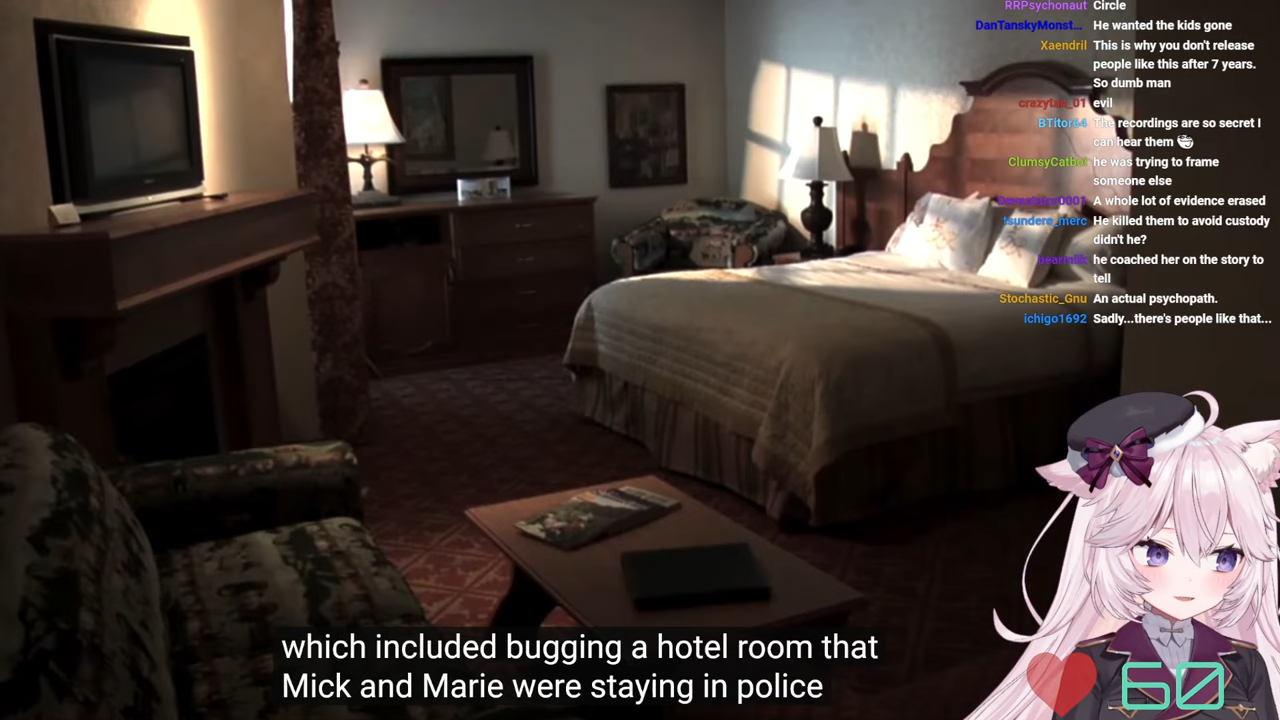 RRPsychonaut Circle
DanTanskyMonst... He wanted the kids gone
Xaendril This is why you don't release
people like this after 7 years.
So dumb man
evil
BTitor64 The recordings are so secret I
can hear them
he was trying to frame
someone else
A whole lot of evidence erased
tsundere_merc He killed them to avoid custody
didn't he?
he coached her on the story to
tell
Stochastic_Gnu An actual psychopath.
ichigo1692 Sadly...there's people like that...
which included bugging a hotel room that
Mick and Marie were staying in police
60